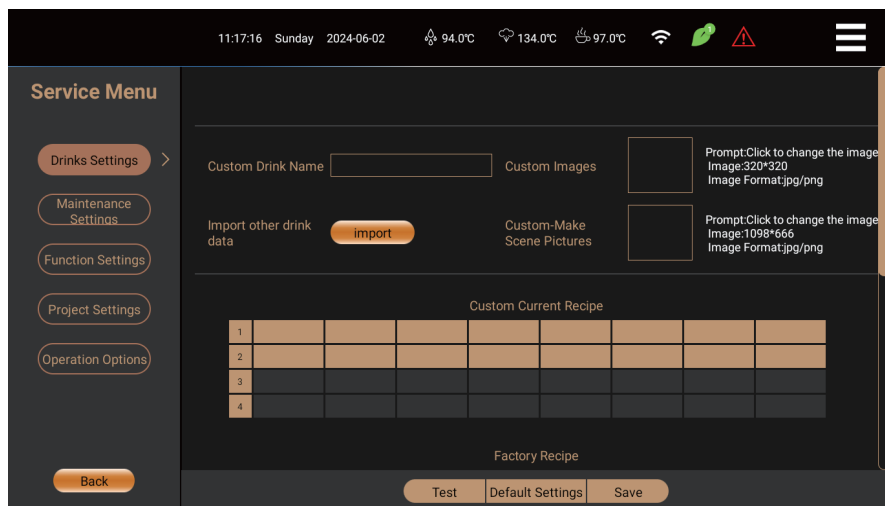 11:17:16 Sunday 2024-06-02 94.0℃ 134.0℃ 97.0℃ 1
Service Menu
Drinks Settings >
Maintenance
Settings
Function Settings
Project Settings
Operation Options
Back
Custom Drink Name
Custom Images
Prompt:Click to change the image
Image:320*320
Image Format:jpg/png
Import other drink
data
import
Custom-Make
Scene Pictures
Prompt:Click to change the image
Image:1098*666
Image Format:jpg/png
Custom Current Recipe
1
2
3
4
Factory Recipe
Test Default Settings Save